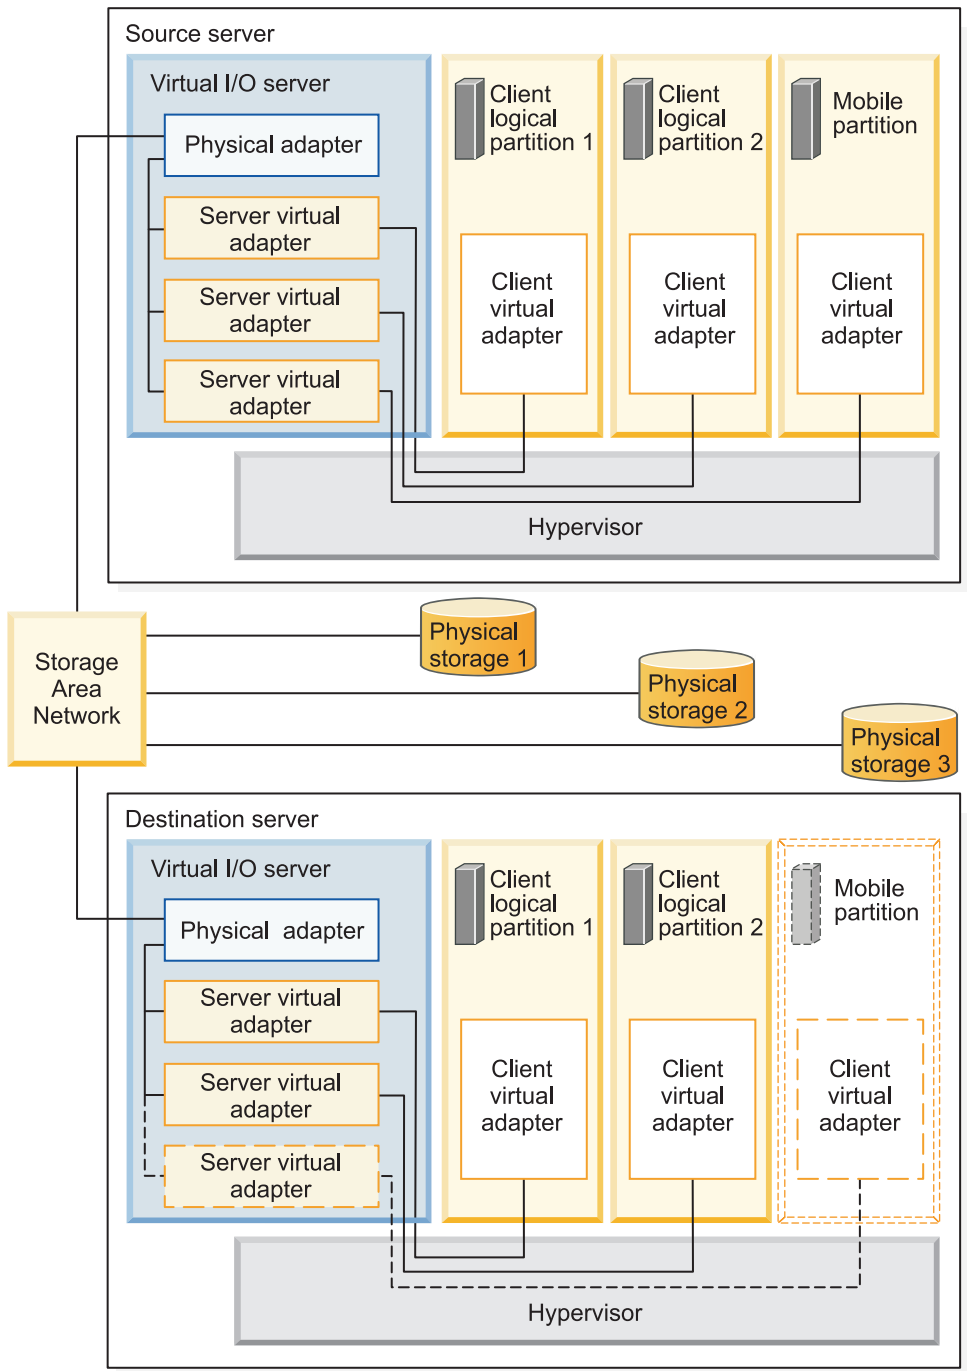 Source server
Virtual I/O server
Physical adapter
Server virtual
adapter
Server virtual
adapter
Server virtual
adapter
Client
logical
partition 1
Client
virtual
adapter
Client
logical
partition 2
Client
virtual
adapter
Mobile
partition
Client
virtual
adapter
Hypervisor
Storage
Area
Network
Physical
storage 1
Physical
storage 2
Physical
storage 3
Destination server
Virtual I/O server
Physical adapter
Server virtual
adapter
Server virtual
adapter
Server virtual
adapter
Client
logical
partition 1
Client
virtual
adapter
Client
logical
partition 2
Client
virtual
adapter
Mobile
partition
Client
virtual
adapter
Hypervisor